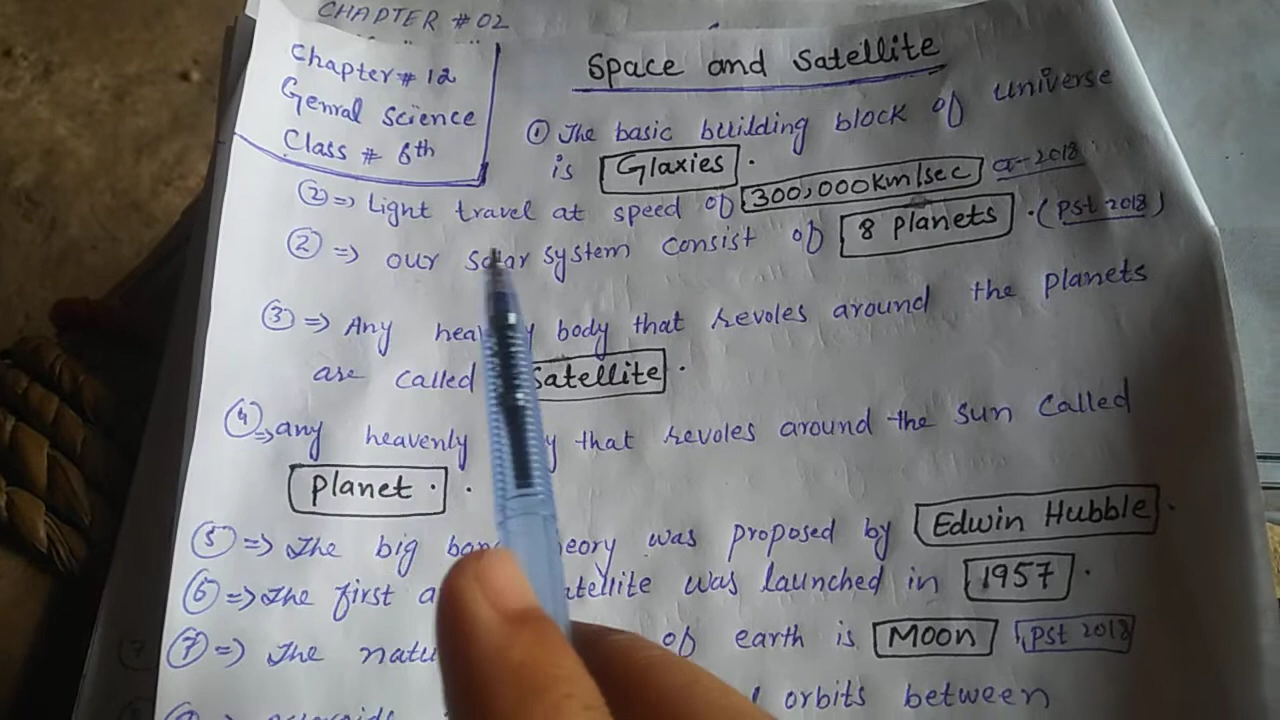 CHAPTER # 02
Chapter # 12
Genral Science
Class # 6th
Space and Satellite
① The basic building block of universe
is Glaxies .
② => Light travel at speed of 300,000km/sec a-2018
② => our solar system consist of 8 planets . (PST 2018)
③ => Any body that revoles around the planets
are called Satellite .
④ => any heavenly that revoles around the sun called
planet . .
⑤ => The big bang was proposed by Edwin Hubble .
⑥ => The first was launched in 1957 .
⑦ => The of earth is Moon PST 2018
orbits between